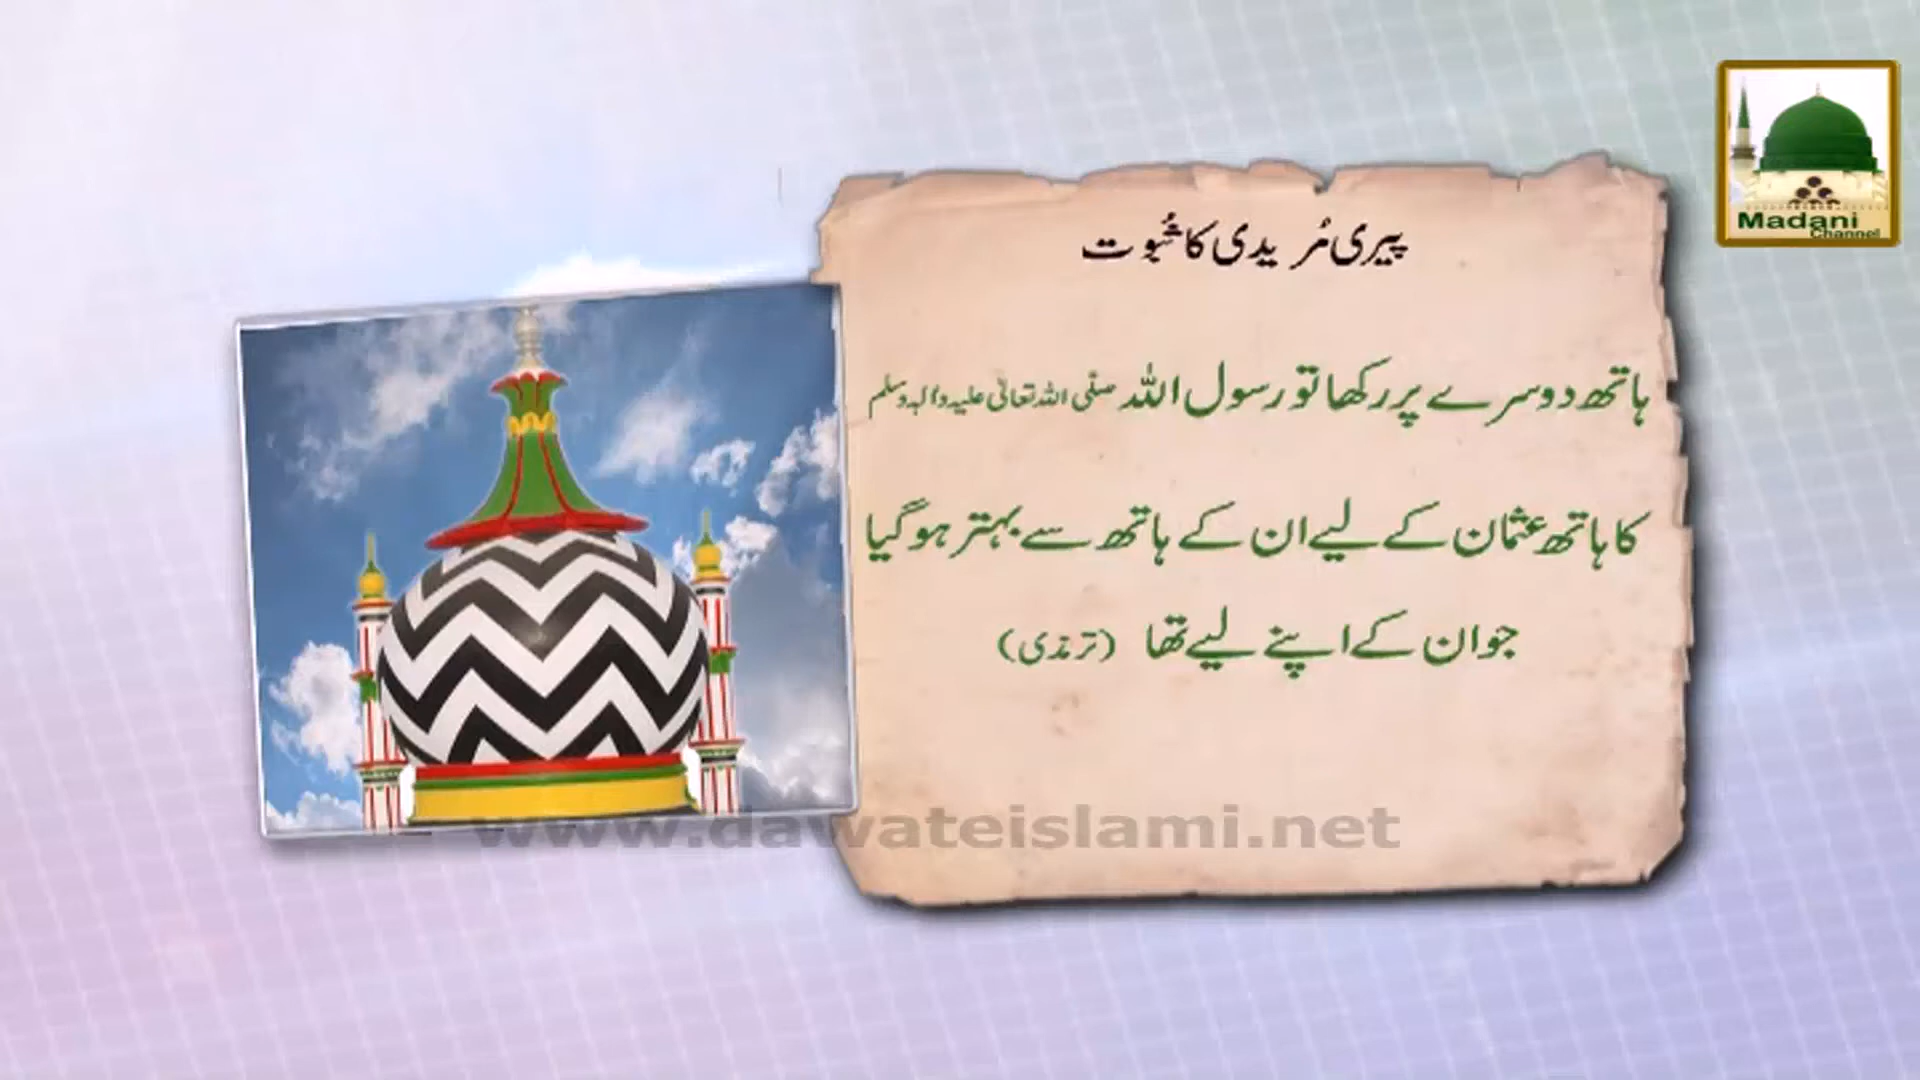 Madani
Channel
پیری مُریدی کا ثُبوت
ہاتھ دوسرے پر رکھا تو رسول اللہ صلّی اللہ تعالیٰ علیہ واٰلہٖ وسلم
کا ہاتھ عثمان کے لیے ان کے ہاتھ سے بہتر ہو گیا
جو ان کے اپنے لیے تھا (ترمذی)
www.dawateislami.net